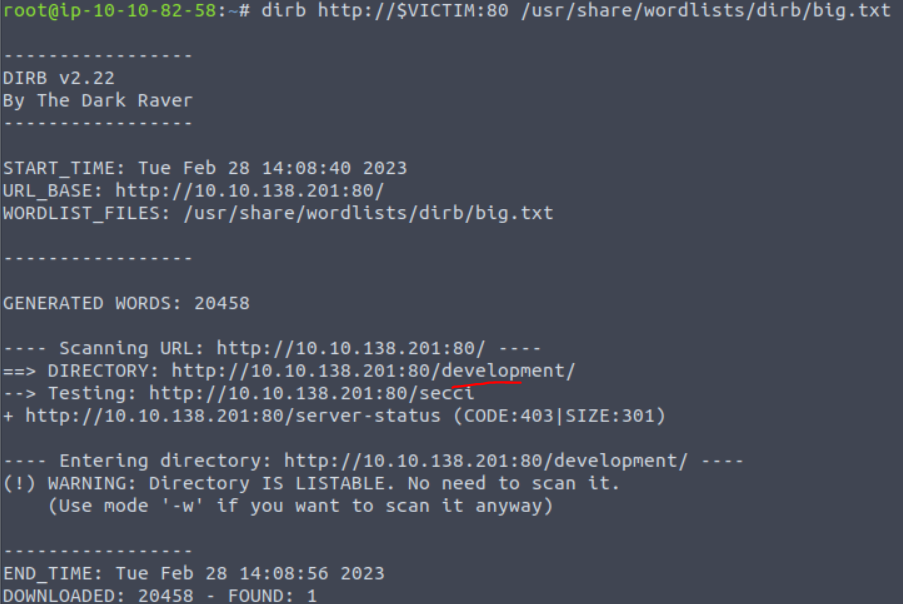 root@ip-10-10-82-58:~# dirb http://$VICTIM:80 /usr/share/wordlists/dirb/big.txt
-----------------
DIRB v2.22
By The Dark Raver
-----------------
START_TIME: Tue Feb 28 14:08:40 2023
URL_BASE: http://10.10.138.201:80/
WORDLIST_FILES: /usr/share/wordlists/dirb/big.txt
-----------------
GENERATED WORDS: 20458
---- Scanning URL: http://10.10.138.201:80/ ----
==> DIRECTORY: http://10.10.138.201:80/development/
--> Testing: http://10.10.138.201:80/secci
+ http://10.10.138.201:80/server-status (CODE:403|SIZE:301)
---- Entering directory: http://10.10.138.201:80/development/ ----
(!) WARNING: Directory IS LISTABLE. No need to scan it.
(Use mode '-w' if you want to scan it anyway)
-----------------
END_TIME: Tue Feb 28 14:08:56 2023
DOWNLOADED: 20458 - FOUND: 1